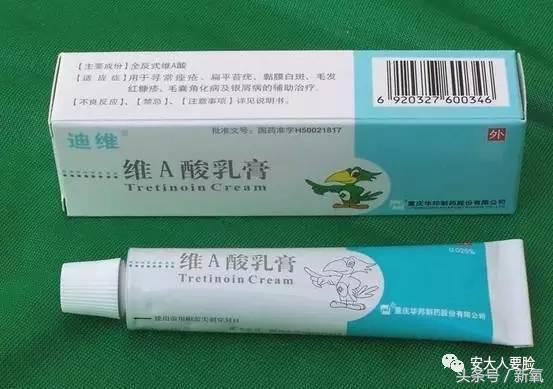 【主要成份】全反式维A酸
【适应症】用于寻常痤疮、扁平苔癣、黏膜白斑、毛发
红糠疹、毛囊角化病及银屑病的辅助治疗。
【不良反应】、【禁忌】、【注意事项】详见说明书。
6920327600346
迪维®
批准文号：国药准字H50021817
外
维A酸乳膏
Tretinoin Cream
重庆华邦制药股份有限公司
0.025%
维A酸乳膏
Tretinoin Cream
重庆华邦制药股份有限公司
安大人要脸
头条号／新氧